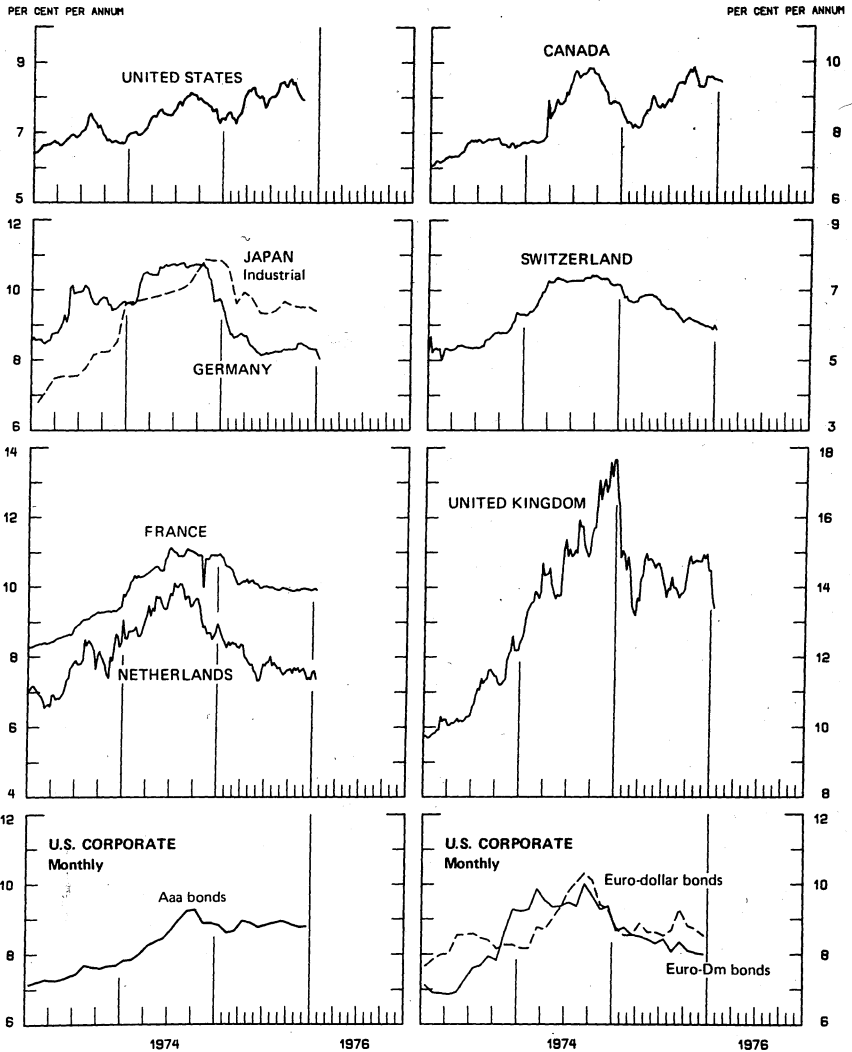 PER CENT PER ANNUM
PER CENT PER ANNUM
UNITED STATES
9
7
5
CANADA
10
8
6
JAPAN
Industrial
GERMANY
12
10
8
6
SWITZERLAND
9
7
5
3
FRANCE
NETHERLANDS
14
12
10
8
6
4
UNITED KINGDOM
18
16
14
12
10
8
U.S. CORPORATE
Monthly
Aaa bonds
12
10
8
6
1974
1976
U.S. CORPORATE
Monthly
Euro-dollar bonds
Euro-Dm bonds
12
10
8
6
1974
1976